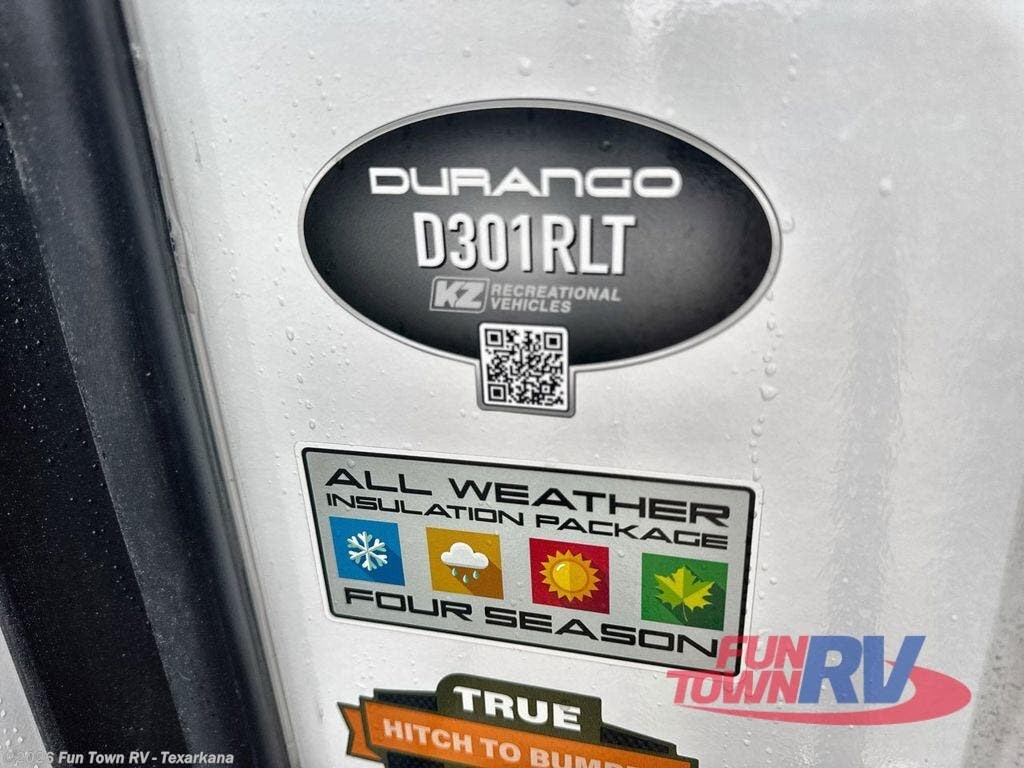 DURANGO
D301RLT
KZ RECREATIONAL
VEHICLES
ALL WEATHER
INSULATION PACKAGE
FOUR SEASON
FUN
TOWN RV
TRUE
HITCH TO
©2026 Fun Town RV - Texarkana